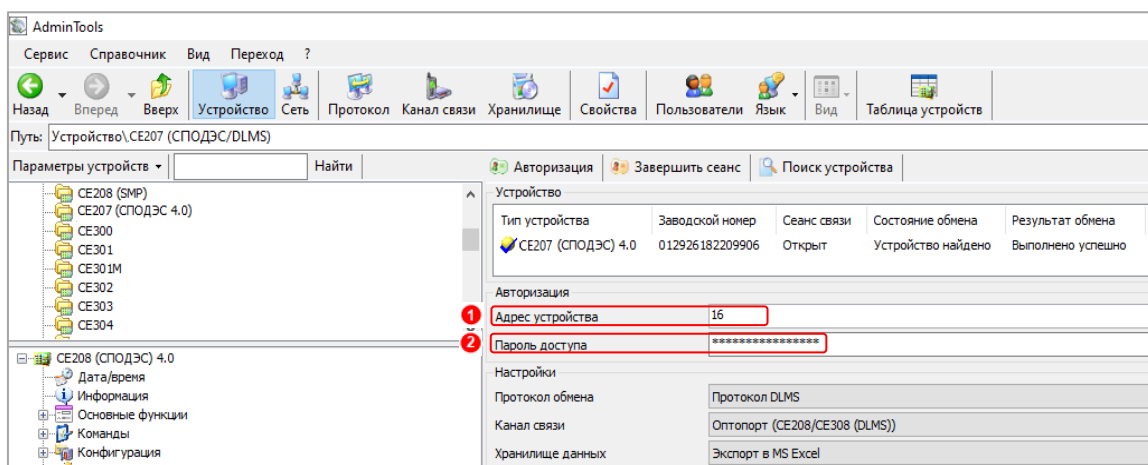 AdminTools
Сервис Справочник Вид Переход ?
Назад Вперед Вверх Устройство Сеть Протокол Канал связи Хранилище Свойства Пользователи Язык Вид Таблица устройств
Путь: Устройство\CE207 (СПОДЭС/DLMS)
Параметры устройств Найти Авторизация Завершить сеанс Поиск устройства
CE208 (SMP)
CE207 (СПОДЭС 4.0)
CE300
CE301
CE301M
CE302
CE303
CE304
Устройство
Тип устройства Заводской номер Сеанс связи Состояние обмена Результат обмена
CE207 (СПОДЭС) 4.0 012926182209906 Открыт Устройство найдено Выполнено успешно
Авторизация
1 Адрес устройства 16
2 Пароль доступа ****************
CE208 (СПОДЭС) 4.0
Дата/время
Информация
Основные функции
Команды
Конфигурация
Настройки
Протокол обмена Протокол DLMS
Канал связи Оптопорт (CE208/CE308 (DLMS))
Хранилище данных Экспорт в MS Excel